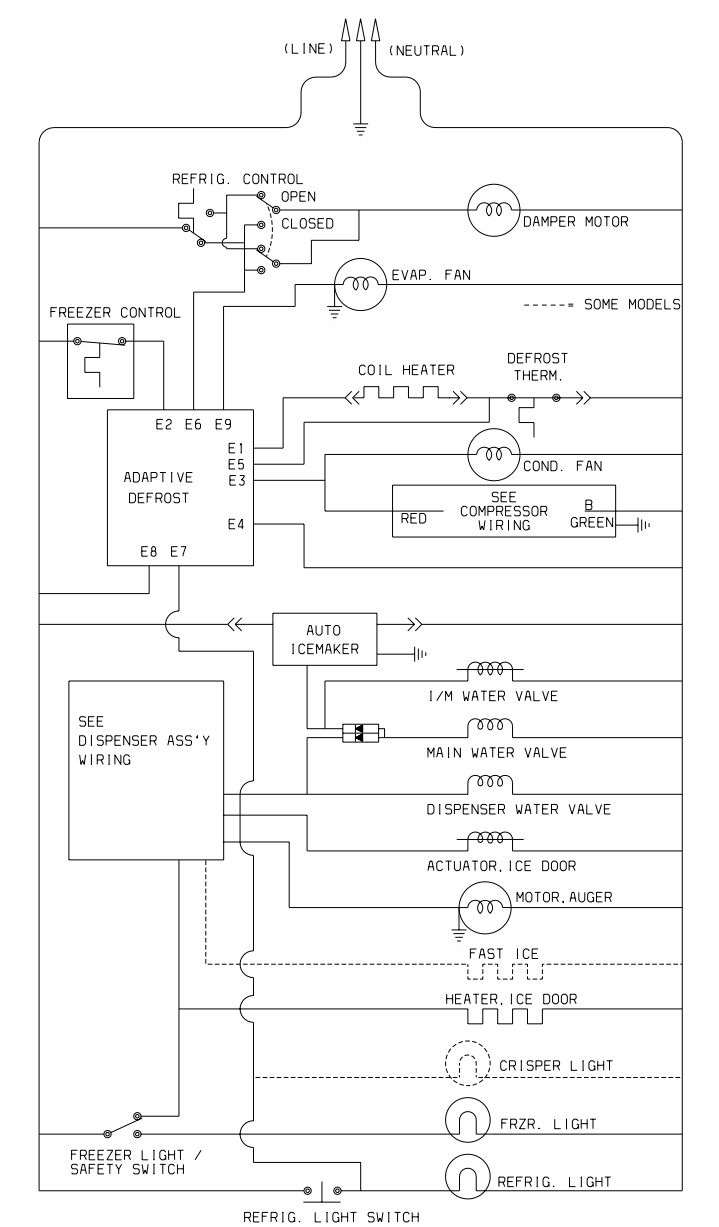 (LINE)
(NEUTRAL)
REFRIG. CONTROL
OPEN
CLOSED
DAMPER MOTOR
EVAP. FAN
-----= SOME MODELS
FREEZER CONTROL
COIL HEATER
DEFROST
THERM.
E2 E6 E9
E1
E5
E3
ADAPTIVE
DEFROST
E4
E8 E7
COND. FAN
SEE
COMPRESSOR
WIRING
RED
B
GREEN
AUTO
ICEMAKER
I/M WATER VALVE
SEE
DISPENSER ASS'Y
WIRING
MAIN WATER VALVE
DISPENSER WATER VALVE
ACTUATOR, ICE DOOR
MOTOR, AUGER
FAST ICE
HEATER, ICE DOOR
CRISPER LIGHT
FRZR. LIGHT
FREEZER LIGHT /
SAFETY SWITCH
REFRIG. LIGHT
REFRIG. LIGHT SWITCH